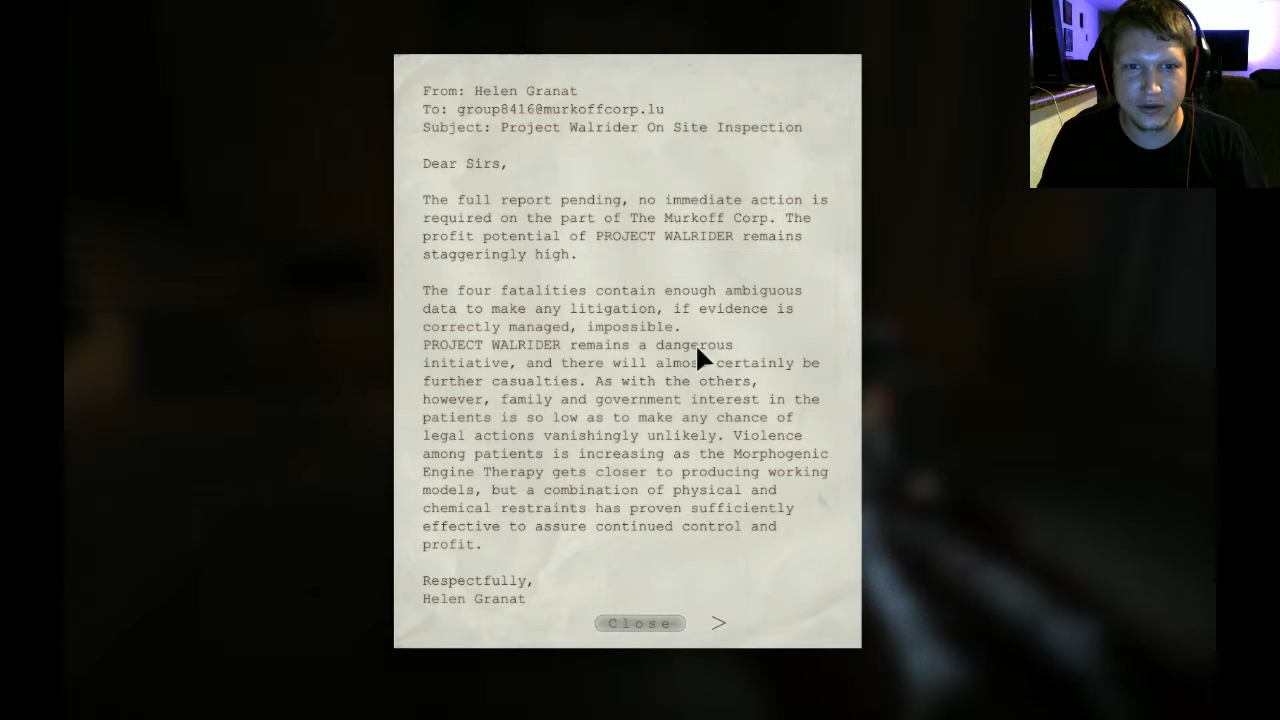 From: Helen Granat
To: group8416@murkoffcorp.lu
Subject: Project Walrider On Site Inspection
Dear Sirs,
The full report pending, no immediate action is
required on the part of The Murkoff Corp. The
profit potential of PROJECT WALRIDER remains
staggeringly high.
The four fatalities contain enough ambiguous
data to make any litigation, if evidence is
correctly managed, impossible.
PROJECT WALRIDER remains a dangerous
initiative, and there will almost certainly be
further casualties. As with the others,
however, family and government interest in the
patients is so low as to make any chance of
legal actions vanishingly unlikely. Violence
among patients is increasing as the Morphogenic
Engine Therapy gets closer to producing working
models, but a combination of physical and
chemical restraints has proven sufficiently
effective to assure continued control and
profit.
Respectfully,
Helen Granat
Close >